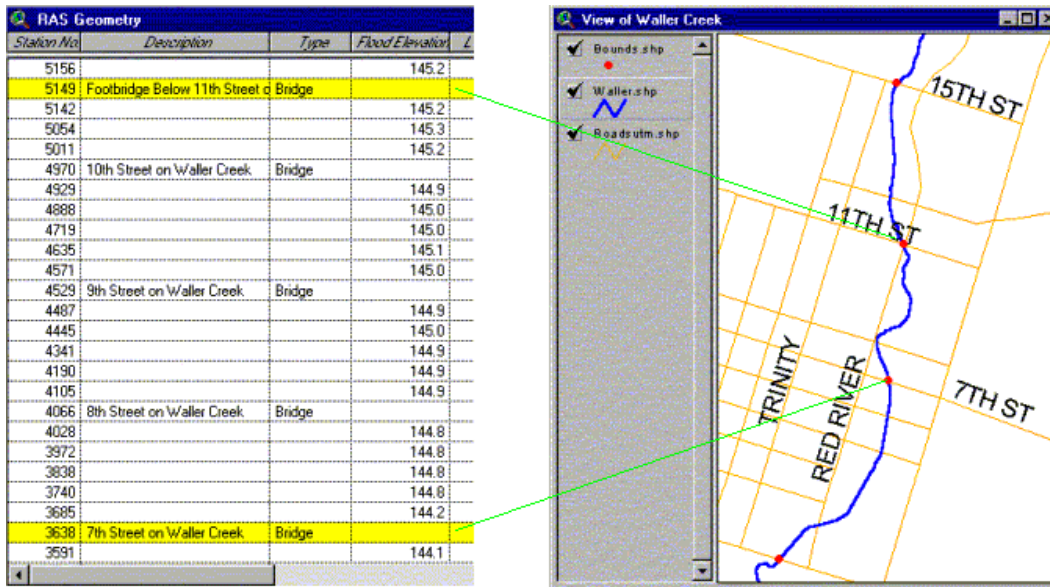 RAS Geometry
Station No. Description Type Flood Elevation L
5156 145.2
5149 Footbridge Below 11th Street o Bridge
5142 145.2
5054 145.3
5011 145.2
4970 10th Street on Waller Creek Bridge
4929 144.9
4888 145.0
4719 145.0
4635 145.1
4571 145.0
4529 9th Street on Waller Creek Bridge
4487 144.9
4445 145.0
4341 144.9
4190 144.9
4105 144.9
4066 8th Street on Waller Creek Bridge
4028 144.8
3972 144.8
3838 144.8
3740 144.8
3685 144.2
3638 7th Street on Waller Creek Bridge
3591 144.1
View of Waller Creek
Bounds.shp
Waller.shp
Roadsutm.shp
15TH ST
11TH ST
TRINITY
RED RIVER
7TH ST